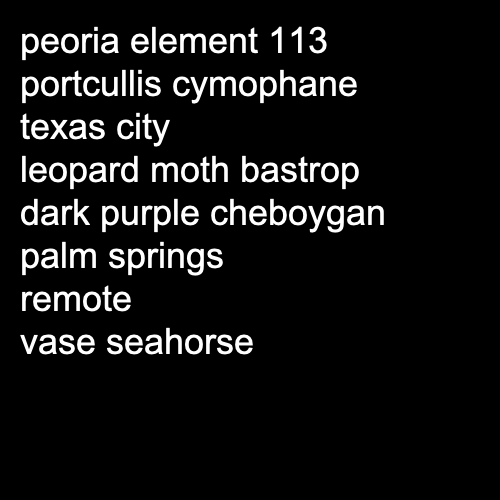 peoria element 113
portcullis cymophane
texas city
leopard moth bastrop
dark purple cheboygan
palm springs
remote
vase seahorse